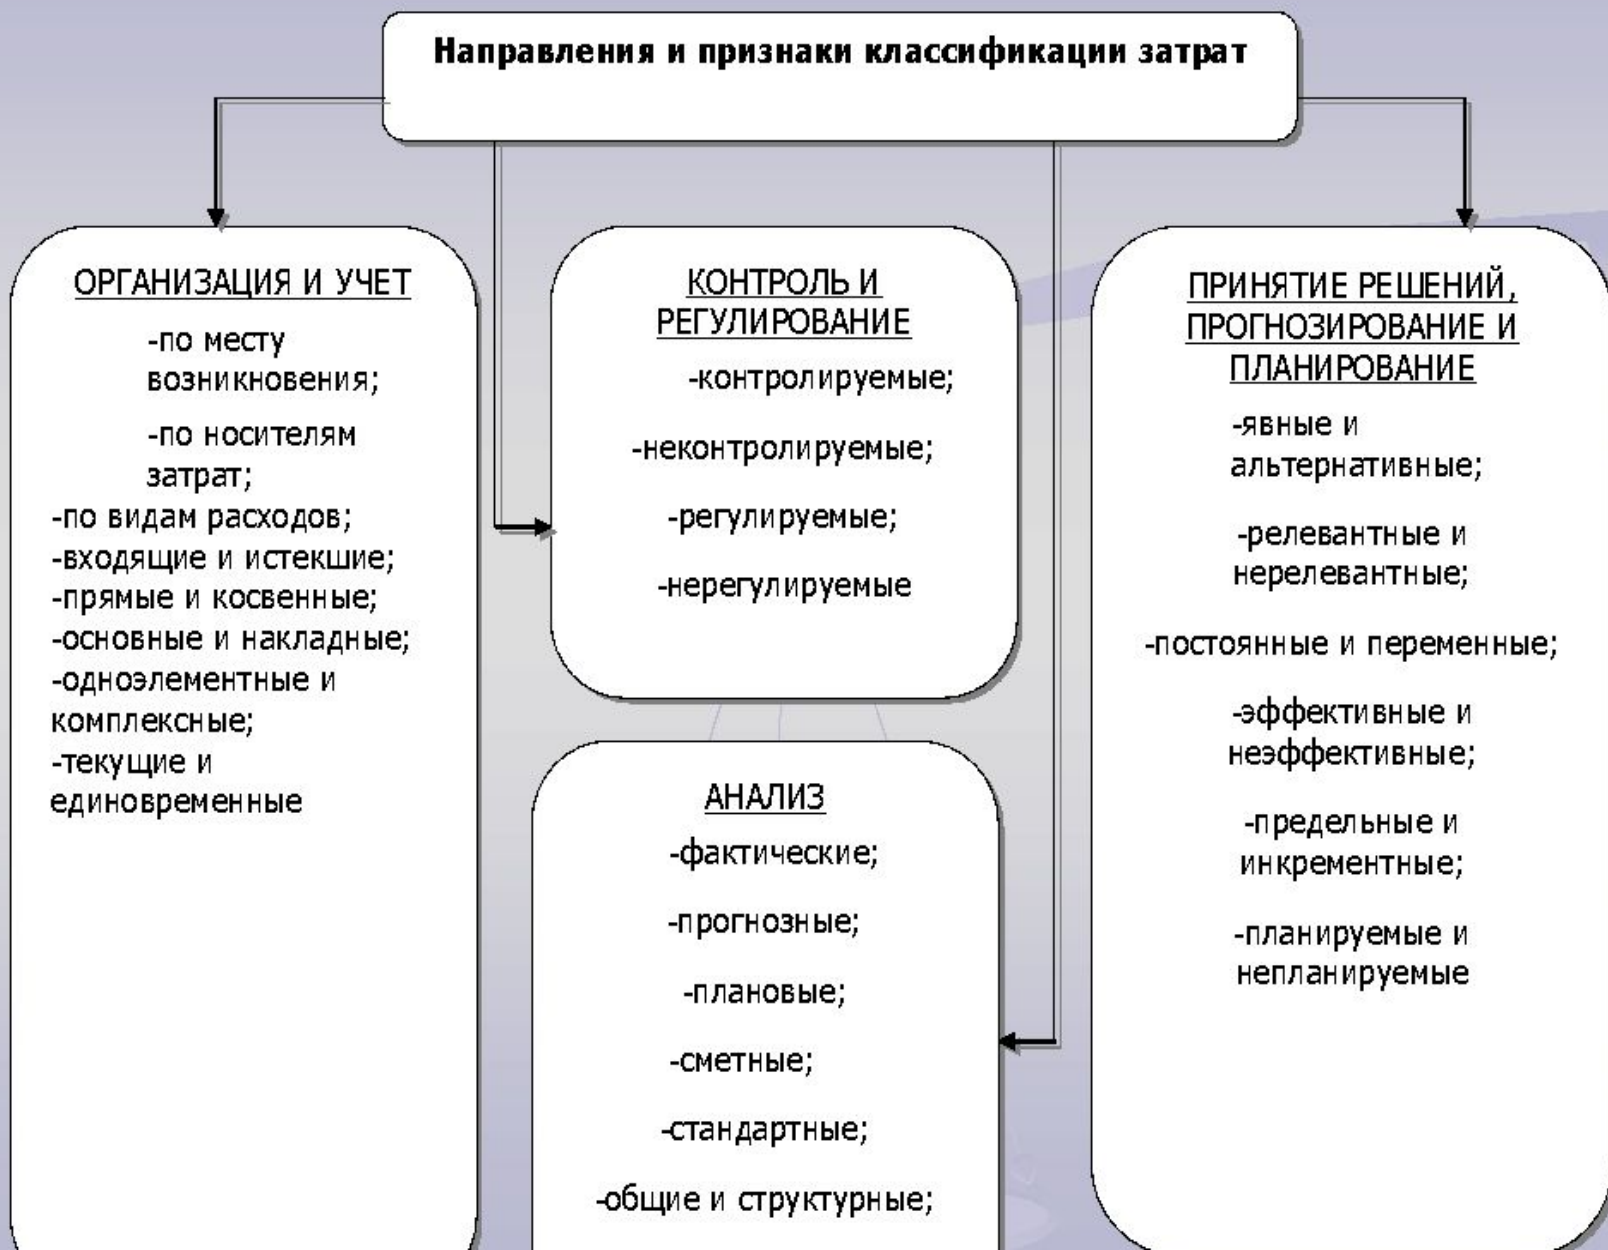 Направления и признаки классификации затрат
ОРГАНИЗАЦИЯ И УЧЕТ
-по месту
возникновения;
-по носителям
затрат;
-по видам расходов;
-входящие и истекшие;
-прямые и косвенные;
-основные и накладные;
-одноэлементные и
комплексные;
-текущие и
единовременные
КОНТРОЛЬ И
РЕГУЛИРОВАНИЕ
-контролируемые;
-неконтролируемые;
-регулируемые;
-нерегулируемые
АНАЛИЗ
-фактические;
-прогнозные;
-плановые;
-сметные;
-стандартные;
-общие и структурные;
ПРИНЯТИЕ РЕШЕНИЙ,
ПРОГНОЗИРОВАНИЕ И
ПЛАНИРОВАНИЕ
-явные и
альтернативные;
-релевантные и
нерелевантные;
-постоянные и переменные;
-эффективные и
неэффективные;
-предельные и
инкрементные;
-планируемые и
непланируемые